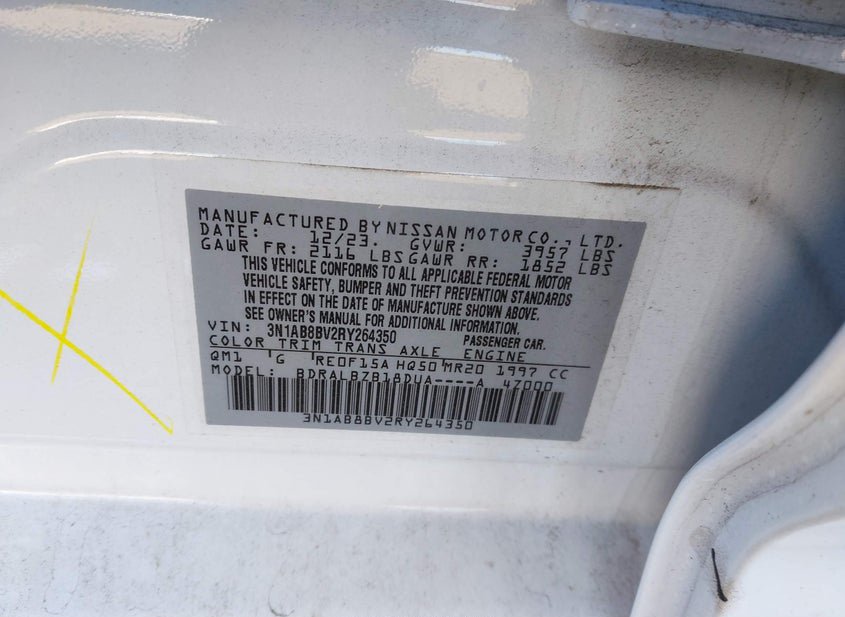 MANUFACTURED BY NISSAN MOTOR CO., LTD.
DATE: 12/23. GVWR: 3957 LBS
GAWR FR: 2116 LBS GAWR RR: 1852 LBS
THIS VEHICLE CONFORMS TO ALL APPLICABLE FEDERAL MOTOR
VEHICLE SAFETY, BUMPER AND THEFT PREVENTION STANDARDS
IN EFFECT ON THE DATE OF MANUFACTURE SHOWN ABOVE.
SEE OWNER'S MANUAL FOR ADDITIONAL INFORMATION.
VIN: 3N1AB8BV2RY264350 PASSENGER CAR.
COLOR TRIM TRANS AXLE ENGINE
QM1 G RE0F15A HQ50 MR20 1997 CC
MODEL: BDRALBZB18DUA----A 47000
3N1AB8BV2RY264350